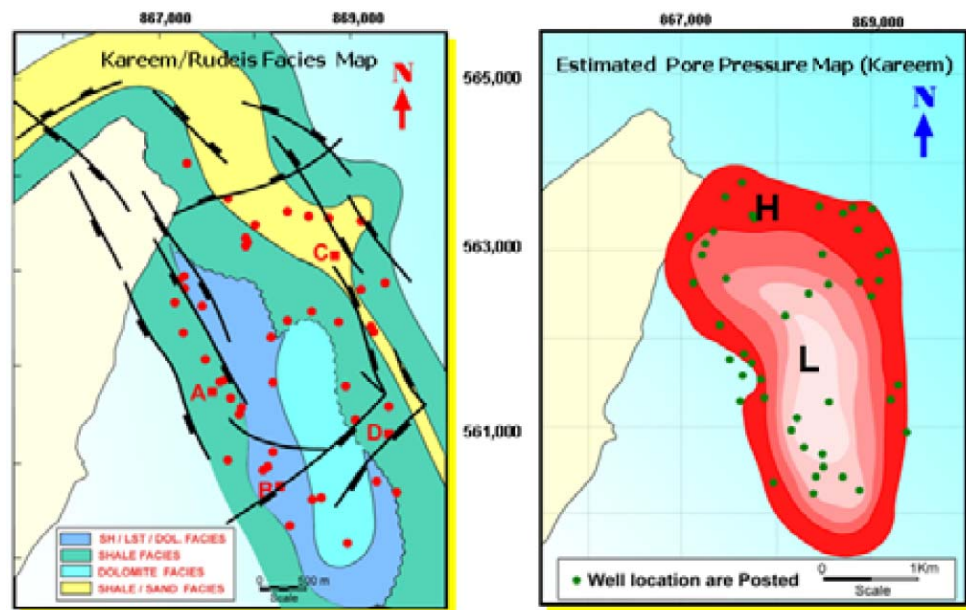 867,000 869,000
Kareem/Rudeis Facies Map
N
C
A
D
B
SH / LST / DOL. FACIES
SHALE FACIES
DOLOMITE FACIES
SHALE / SAND FACIES
0 500 m
Scale
565,000
563,000
561,000
867,000 869,000
Estimated Pore Pressure Map (Kareem)
N
H
L
Well location are Posted
0 1Km
Scale